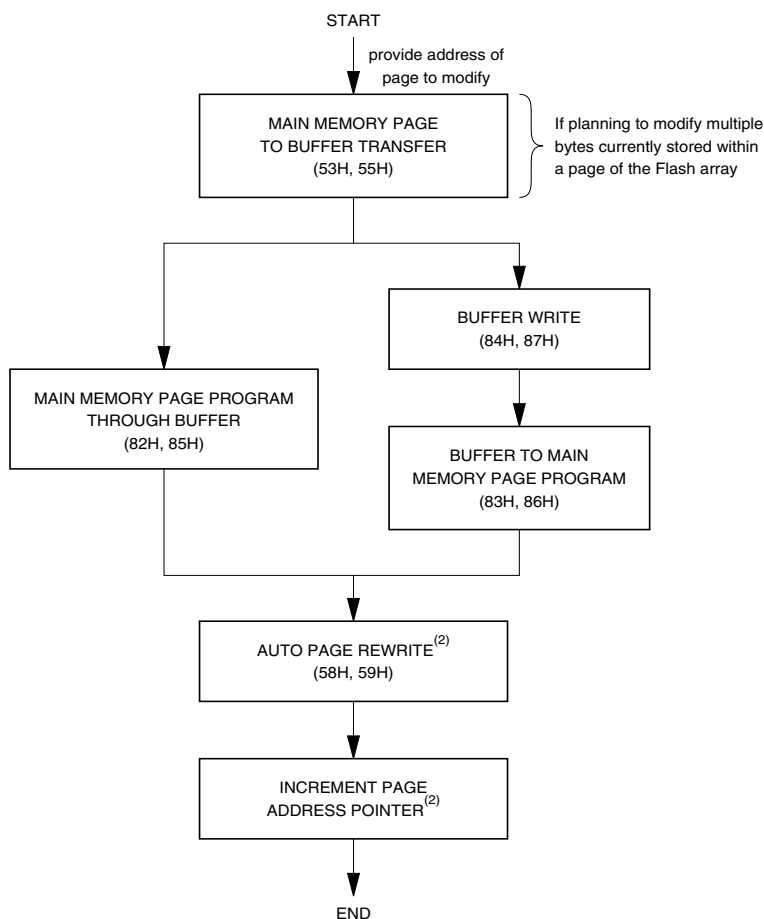 START
provide address of
page to modify
MAIN MEMORY PAGE
TO BUFFER TRANSFER
(53H, 55H)
If planning to modify multiple
bytes currently stored within
a page of the Flash array
BUFFER WRITE
(84H, 87H)
MAIN MEMORY PAGE PROGRAM
THROUGH BUFFER
(82H, 85H)
BUFFER TO MAIN
MEMORY PAGE PROGRAM
(83H, 86H)
AUTO PAGE REWRITE(2)
(58H, 59H)
INCREMENT PAGE
ADDRESS POINTER(2)
END